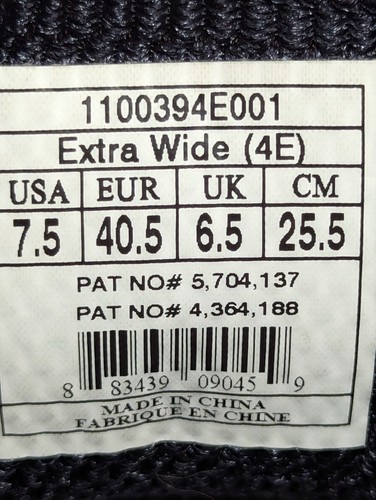 1100394E001
Extra Wide (4E)
USA EUR UK CM
7.5 40.5 6.5 25.5
PAT NO# 5,704,137
PAT NO# 4,364,188
8 83439 09045 9
MADE IN CHINA
FABRIQUE EN CHINE